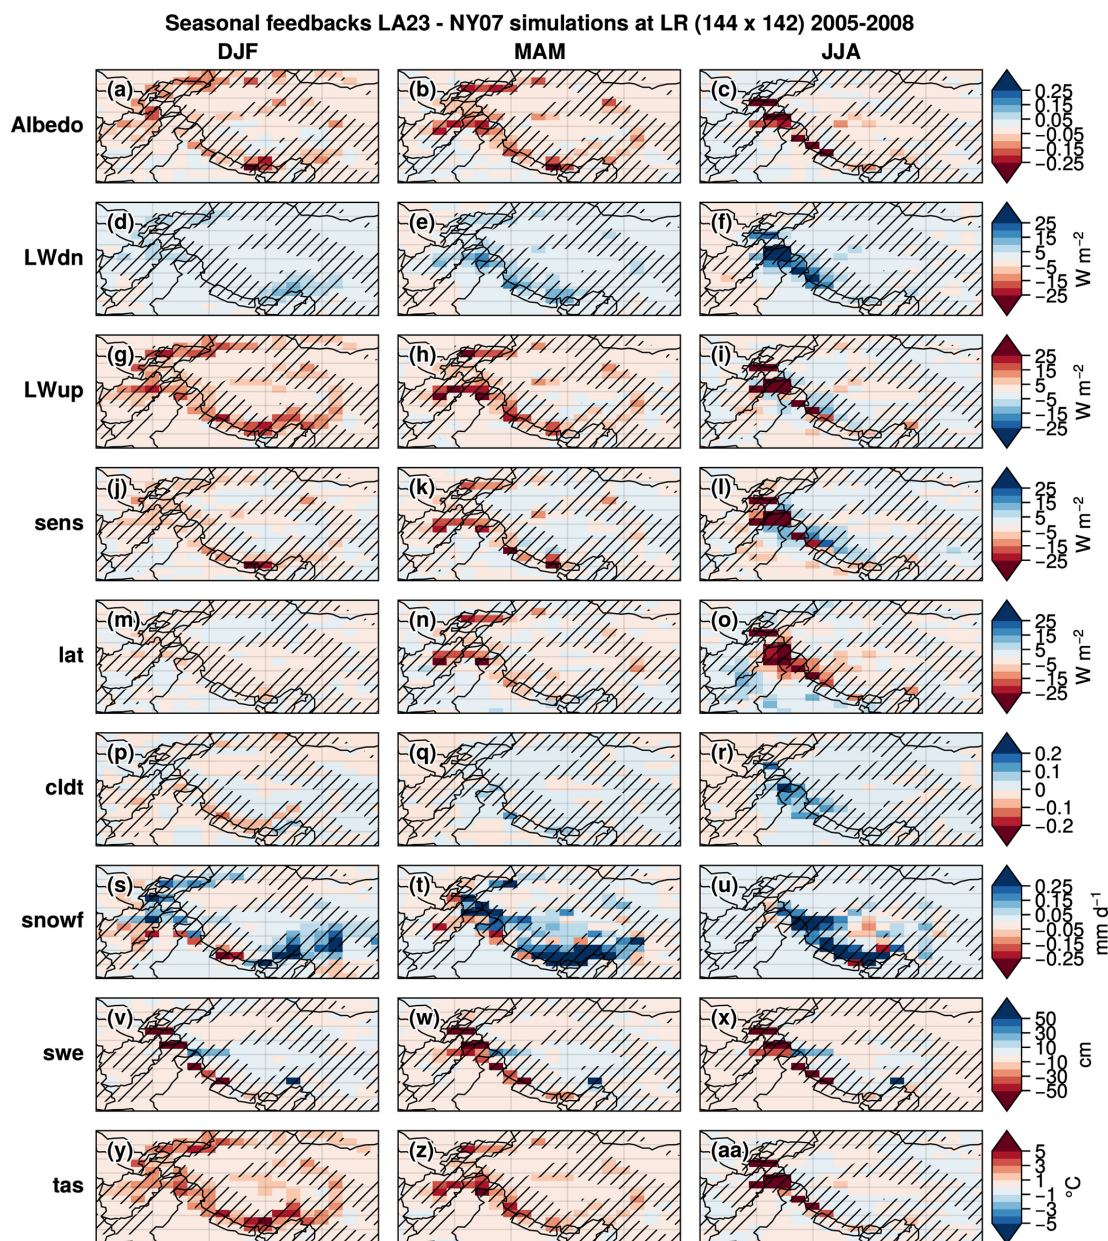 Seasonal feedbacks LA23 - NY07 simulations at LR (144 x 142) 2005-2008
DJF MAM JJA
Albedo (a) (b) (c) 0.25 0.15 0.05 −0.05 −0.15 −0.25
LWdn (d) (e) (f) 25 15 5 −5 −15 −25 W m−2
LWup (g) (h) (i) 25 15 5 −5 −15 −25 W m−2
sens (j) (k) (l) 25 15 5 −5 −15 −25 W m−2
lat (m) (n) (o) 25 15 5 −5 −15 −25 W m−2
cldt (p) (q) (r) 0.2 0.1 0 −0.1 −0.2
snowf (s) (t) (u) 0.25 0.15 0.05 −0.05 −0.15 −0.25 mm d−1
swe (v) (w) (x) 50 30 10 −10 −30 −50 cm
tas (y) (z) (aa) 5 3 1 −1 −3 −5 °C